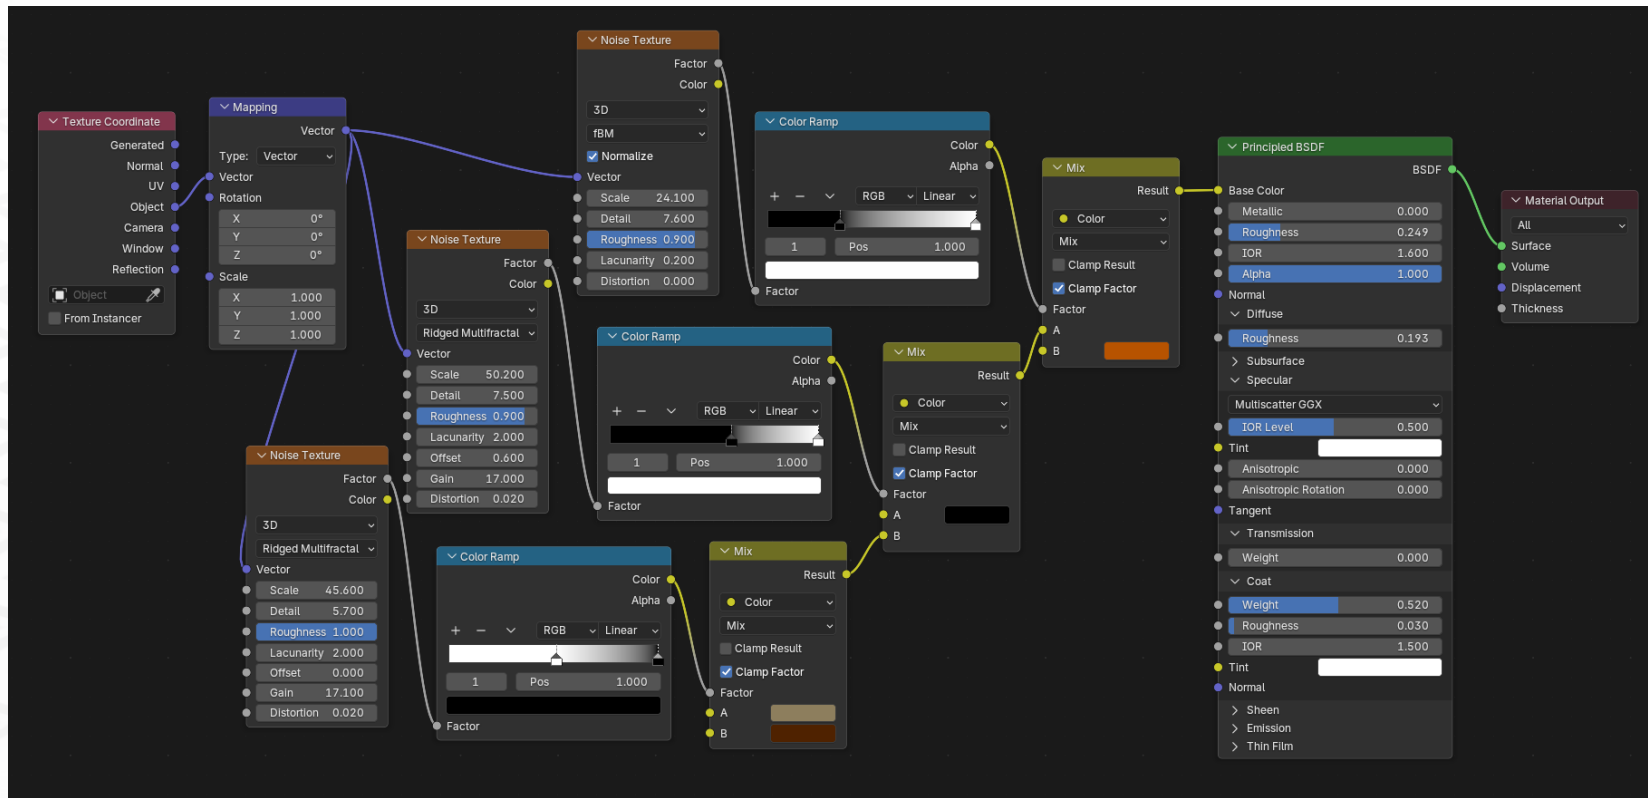 Texture Coordinate
Generated
Normal
UV
Object
Camera
Window
Reflection
Object
From Instancer
Mapping
Vector
Type: Vector
Vector
Rotation
X 0°
Y 0°
Z 0°
Scale
X 1.000
Y 1.000
Z 1.000
Noise Texture
Factor
Color
3D
Ridged Multifractal
Vector
Scale 45.600
Detail 5.700
Roughness 1.000
Lacunarity 2.000
Offset 0.000
Gain 17.100
Distortion 0.020
Noise Texture
Factor
Color
3D
Ridged Multifractal
Vector
Scale 50.200
Detail 7.500
Roughness 0.900
Lacunarity 2.000
Offset 0.600
Gain 17.000
Distortion 0.020
Noise Texture
Factor
Color
3D
fBM
Normalize
Vector
Scale 24.100
Detail 7.600
Roughness 0.900
Lacunarity 0.200
Distortion 0.000
Color Ramp
Color
Alpha
RGB Linear
1 Pos 1.000
Factor
Color Ramp
Color
Alpha
RGB Linear
1 Pos 1.000
Factor
Color Ramp
Color
Alpha
RGB Linear
1 Pos 1.000
Factor
Mix
Result
Color
Mix
Clamp Result
Clamp Factor
Factor
A
B
Mix
Result
Color
Mix
Clamp Result
Clamp Factor
Factor
A
B
Mix
Result
Color
Mix
Clamp Result
Clamp Factor
Factor
A
B
Principled BSDF
BSDF
Base Color
Metallic 0.000
Roughness 0.249
IOR 1.600
Alpha 1.000
Normal
Diffuse
Roughness 0.193
Subsurface
Specular
Multiscatter GGX
IOR Level 0.500
Tint
Anisotropic 0.000
Anisotropic Rotation 0.000
Tangent
Transmission
Weight 0.000
Coat
Weight 0.520
Roughness 0.030
IOR 1.500
Tint
Normal
Sheen
Emission
Thin Film
Material Output
All
Surface
Volume
Displacement
Thickness